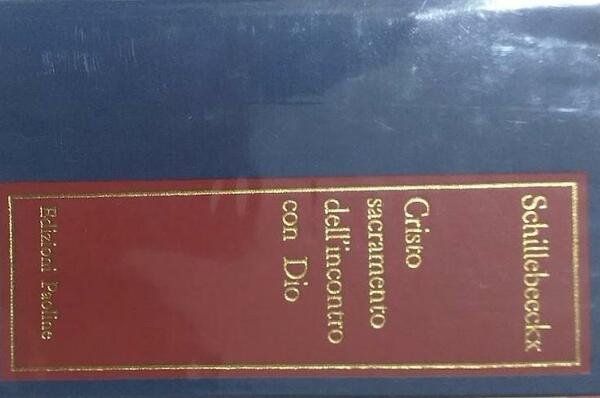 Schillebeeckx
Cristo
sacramento
dell'incontro
con Dio
Edizioni Paoline